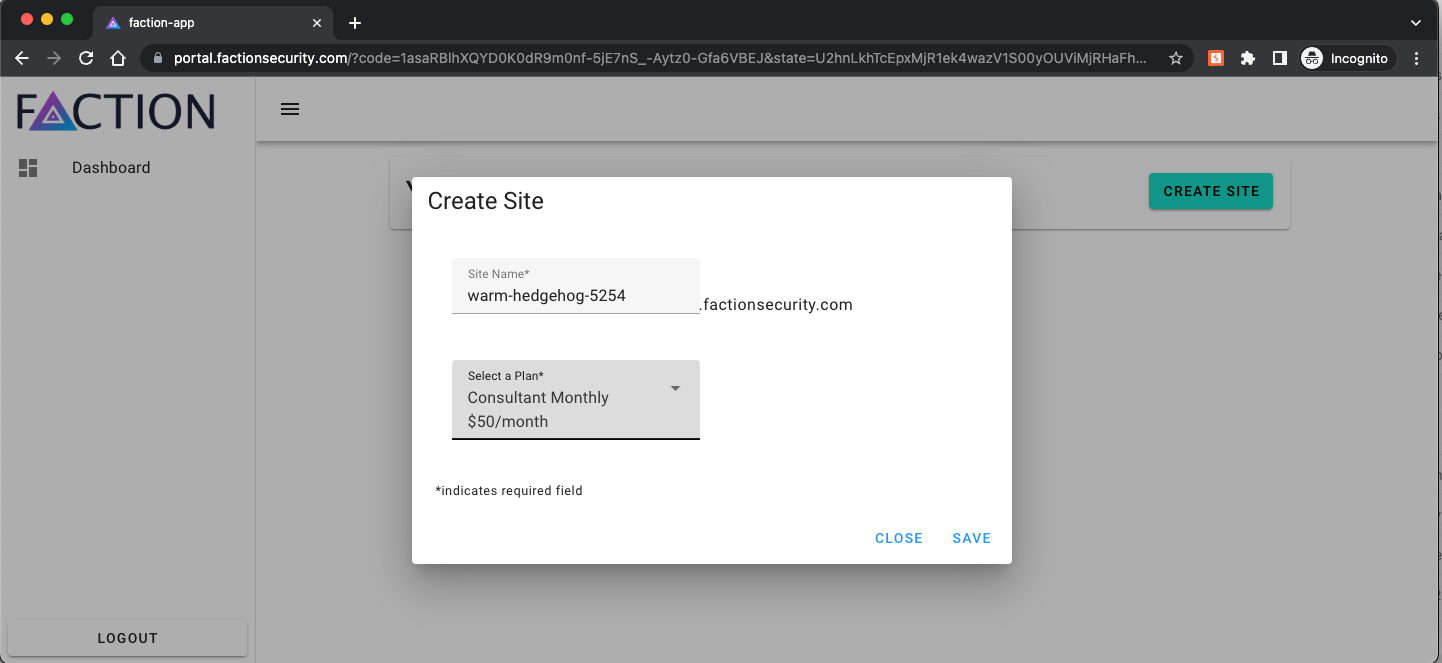 faction-app
portal.factionsecurity.com/?code=1asaRBlhXQYD0K0dR9m0nf-5jE7nS_-Aytz0-Gfa6VBEJ&state=U2hnLkhTcEpxMjR1ek4wazV1S00yOUViMjRHaFh...
Incognito
FACTION
Dashboard
CREATE SITE
Create Site
Site Name*
warm-hedgehog-5254
.factionsecurity.com
Select a Plan*
Consultant Monthly
$50/month
*indicates required field
CLOSE
SAVE
LOGOUT